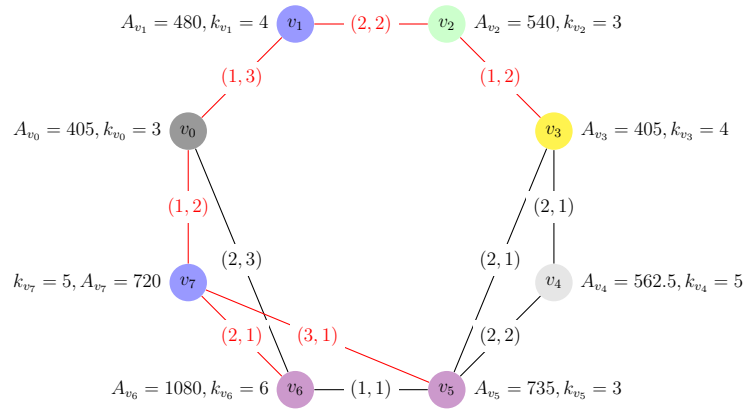 A_{v_1} = 480, k_{v_1} = 4 v_1 (2, 2) v_2 A_{v_2} = 540, k_{v_2} = 3
(1, 3) (1, 2)
A_{v_0} = 405, k_{v_0} = 3 v_0 v_3 A_{v_3} = 405, k_{v_3} = 4
(1, 2) (2, 1)
(2, 3) (2, 1)
k_{v_7} = 5, A_{v_7} = 720 v_7 v_4 A_{v_4} = 562.5, k_{v_4} = 5
(2, 1) (3, 1) (2, 2)
A_{v_6} = 1080, k_{v_6} = 6 v_6 (1, 1) v_5 A_{v_5} = 735, k_{v_5} = 3